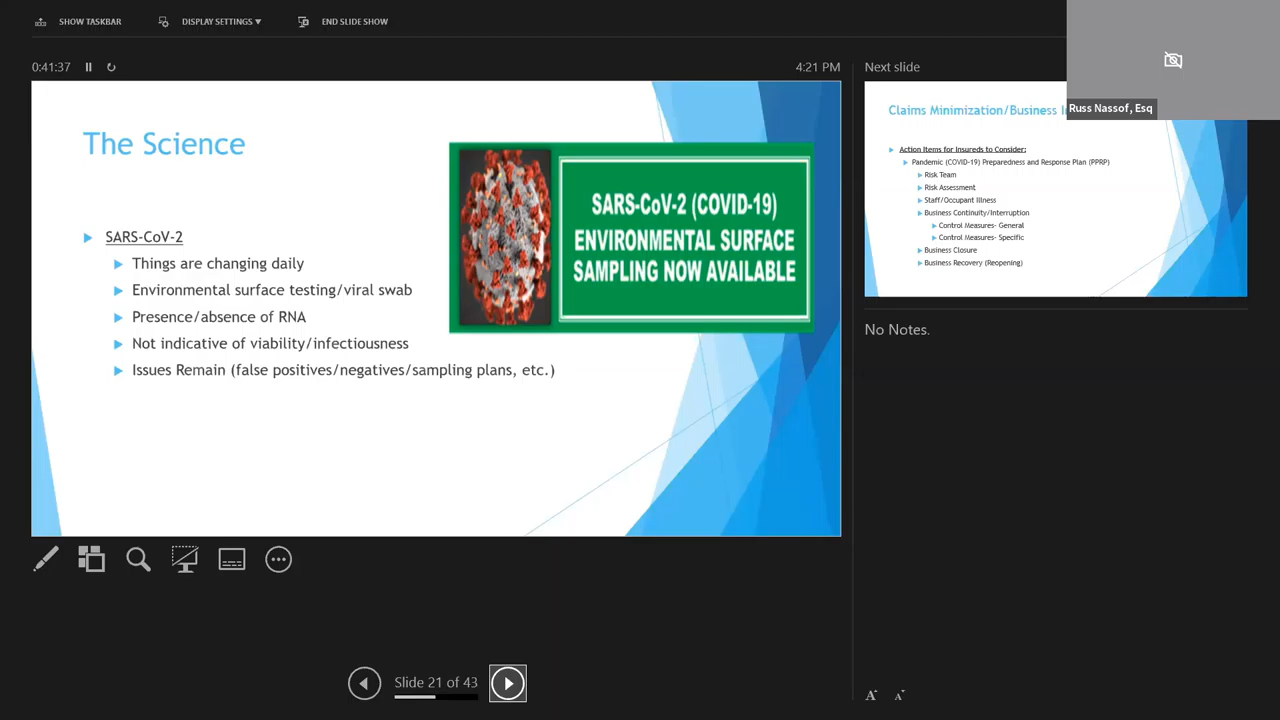 SHOW TASKBAR
DISPLAY SETTINGS ▼
END SLIDE SHOW
0:41:37
4:21 PM
The Science
SARS-CoV-2
Things are changing daily
Environmental surface testing/viral swab
Presence/absence of RNA
Not indicative of viability/infectiousness
Issues Remain (false positives/negatives/sampling plans, etc.)
SARS-CoV-2 (COVID-19)
ENVIRONMENTAL SURFACE
SAMPLING NOW AVAILABLE
Slide 21 of 43
Next slide
Russ Nassof, Esq
Claims Minimization/Business
Action Items for Insureds to Consider:
Pandemic (COVID-19) Preparedness and Response Plan (PPRP)
Risk Team
Risk Assessment
Staff/Occupant Illness
Business Continuity/Interruption
Control Measures- General
Control Measures- Specific
Business Closure
Business Recovery (Reopening)
No Notes.
A A